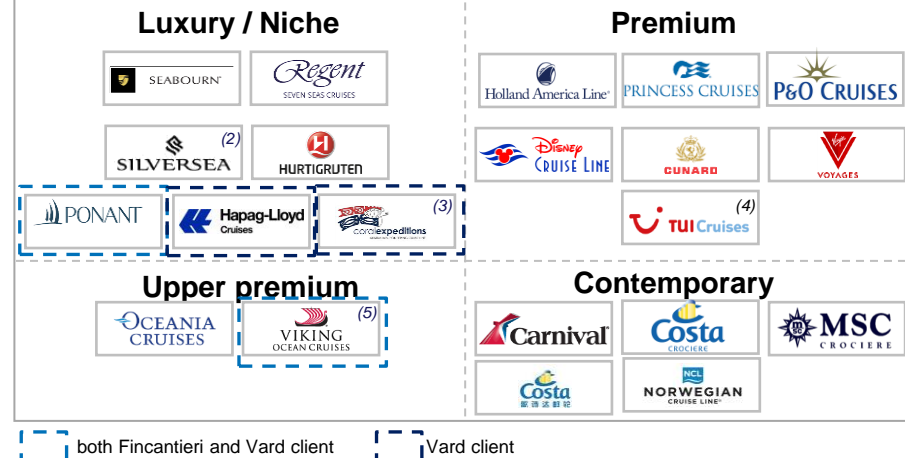 Luxury / Niche
SEABOURN
Regent
SEVEN SEAS CRUISES
(2)
SILVERSEA
HURTIGRUTEN
PONANT
Hapag-Lloyd
Cruises
(3)
coralexpeditions
Premium
Holland America Line®
PRINCESS CRUISES
P&O CRUISES
Disney
CRUISE LINE
CUNARD
Virgin
VOYAGES
(4)
TUI Cruises
Upper premium
OCEANIA
CRUISES
(5)
VIKING
OCEAN CRUISES
Contemporary
Carnival
Costa
CROCIERE
MSC
CROCIERE
Costa
NCL
NORWEGIAN
CRUISE LINE®
both Fincantieri and Vard client
Vard client